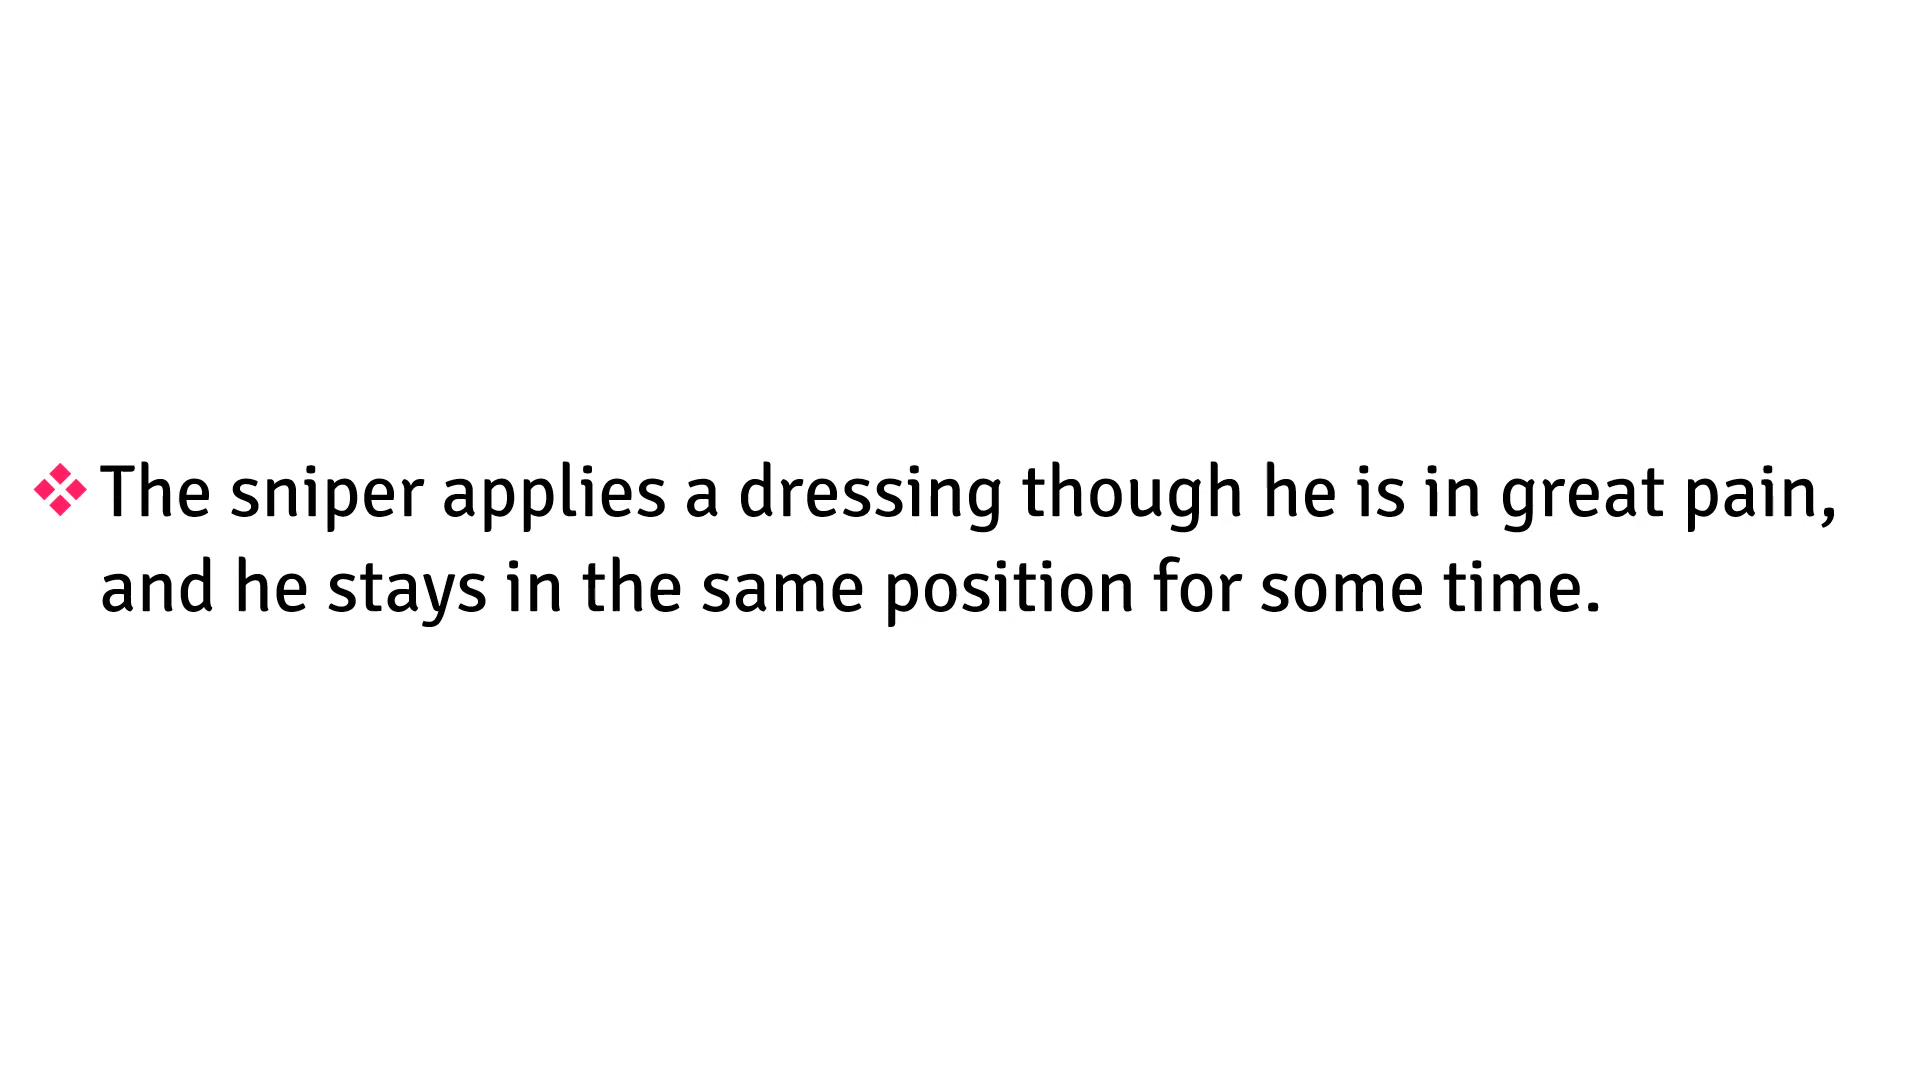 ❖ The sniper applies a dressing though he is in great pain,
and he stays in the same position for some time.